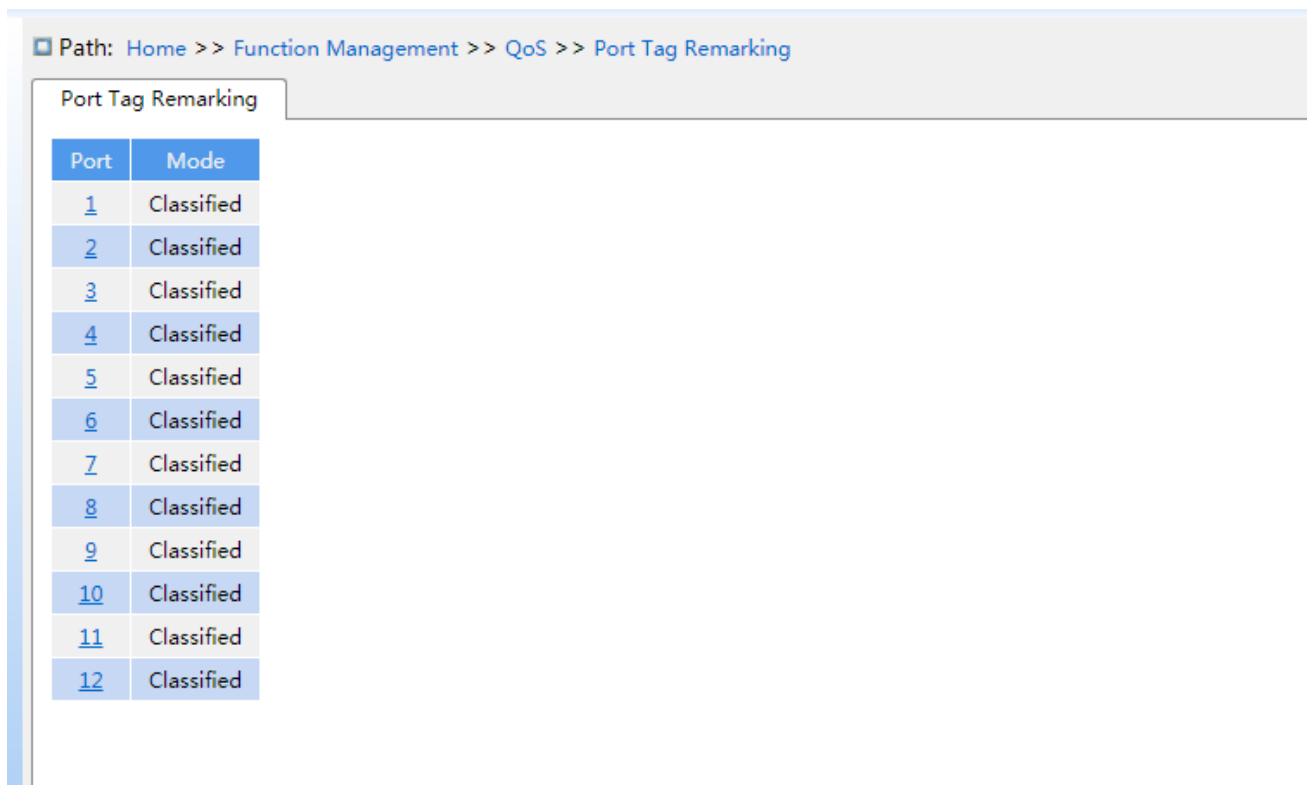 Path: Home >> Function Management >> QoS >> Port Tag Remarking
Port Tag Remarking
Port Mode
1 Classified
2 Classified
3 Classified
4 Classified
5 Classified
6 Classified
7 Classified
8 Classified
9 Classified
10 Classified
11 Classified
12 Classified